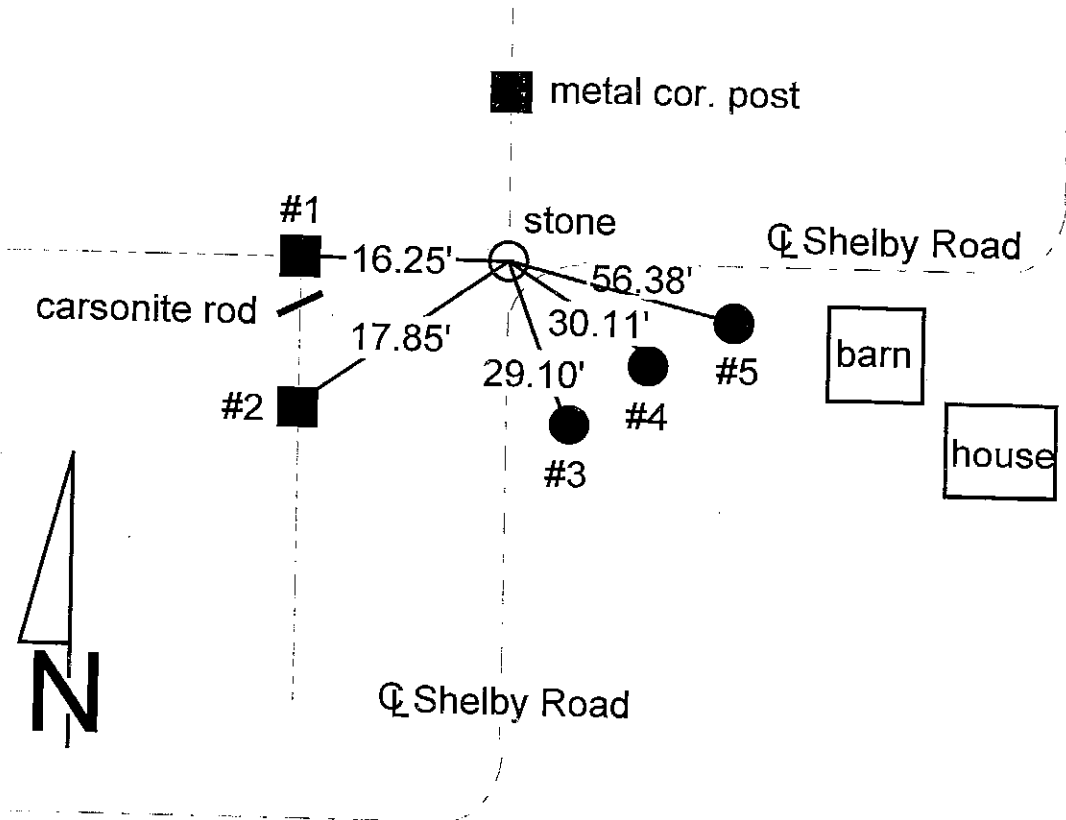 metal cor. post
#1
stone
℄ Shelby Road
16.25'
56.38'
carsonite rod
17.85'
30.11'
29.10'
barn
#5
#2
#4
#3
house
N
℄ Shelby Road